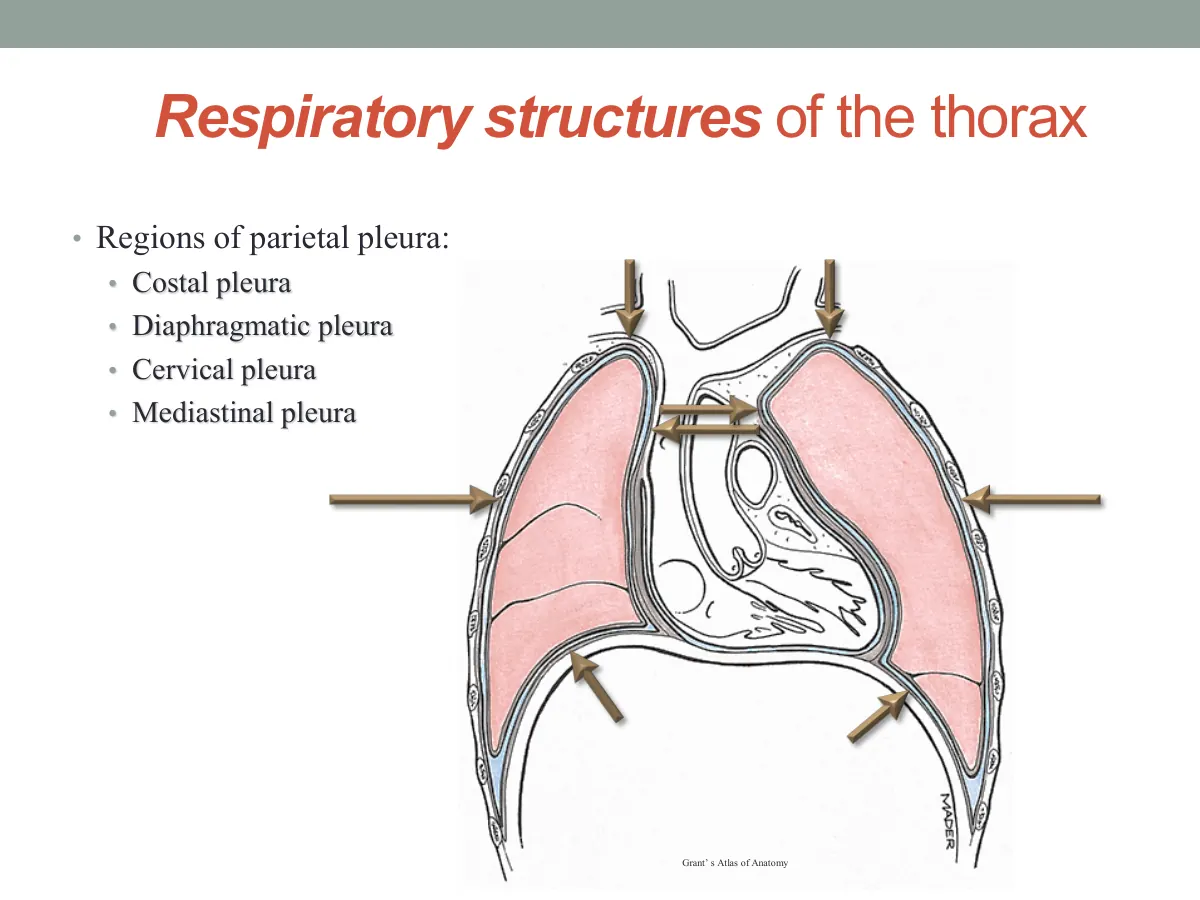 Respiratory structures of the thorax
• Regions of parietal pleura:
• Costal pleura
• Diaphragmatic pleura
• Cervical pleura
• Mediastinal pleura
MADER
Grant’ s Atlas of Anatomy